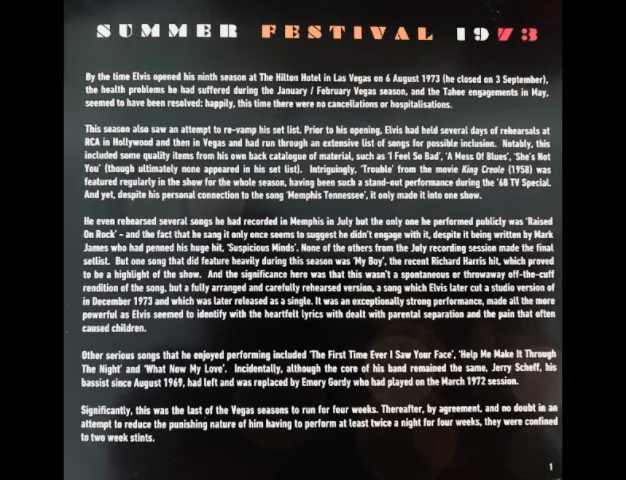 SUMMER FESTIVAL 1973
By the time Elvis opened his ninth season at The Hilton Hotel in Las Vegas on 6 August 1973 (he closed on 3 September),
the health problems he had suffered during the January / February Vegas season, and the Tahoe engagements in May,
seemed to have been resolved: happily, this time there were no cancellations or hospitalisations.
This season also saw an attempt to re-vamp his set list. Prior to his opening, Elvis had held several days of rehearsals at
RCA in Hollywood and then in Vegas and had run through an extensive list of songs for possible inclusion. Notably, this
included some quality items from his own back catalogue of material, such as 'I Feel So Bad', 'A Mess Of Blues', 'She's Not
You' (though ultimately none appeared in his set list). Intriguingly, 'Trouble' from the movie King Creole (1958) was
featured regularly in the show for the whole season, having been such a stand-out performance during the '68 TV Special.
And yet, despite his personal connection to the song 'Memphis Tennessee', it only made it into one show.
He even rehearsed several songs he had recorded in Memphis in July but the only one he performed publicly was 'Raised
On Rock' – and the fact that he sang it only once seems to suggest he didn't engage with it, despite it being written by Mark
James who had penned his huge hit, 'Suspicious Minds'. None of the others from the July recording session made the final
setlist. But one song that did feature heavily during this season was 'My Boy', the recent Richard Harris hit, which proved
to be a highlight of the show. And the significance here was that this wasn't a spontaneous or throwaway off-the-cuff
rendition of the song, but a fully arranged and carefully rehearsed version, a song which Elvis later cut a studio version of
in December 1973 and which was later released as a single. It was an exceptionally strong performance, made all the more
powerful as Elvis seemed to identify with the heartfelt lyrics with dealt with parental separation and the pain that often
caused children.
Other serious songs that he enjoyed performing included 'The First Time Ever I Saw Your Face', 'Help Me Make It Through
The Night' and 'What Now My Love'. Incidentally, although the core of his band remained the same, Jerry Scheff, his
bassist since August 1969, had left and was replaced by Emory Gordy who had played on the March 1972 session.
Significantly, this was the last of the Vegas seasons to run for four weeks. Thereafter, by agreement, and no doubt in an
attempt to reduce the punishing nature of him having to perform at least twice a night for four weeks, they were confined
to two week stints.
1